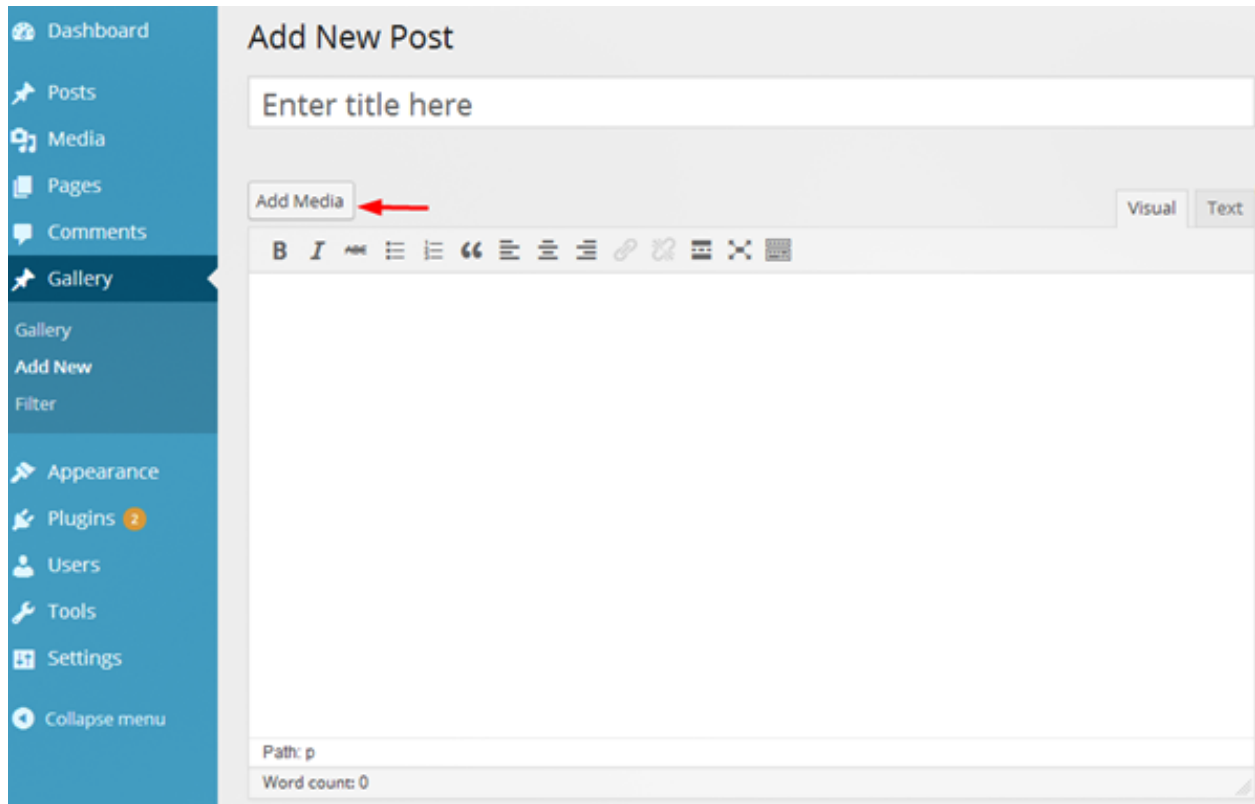 Dashboard
Posts
Media
Pages
Comments
Gallery
Gallery
Add New
Filter
Appearance
Plugins 2
Users
Tools
Settings
Collapse menu
Add New Post
Enter title here
Add Media
Visual Text
B I ABC
Path: p
Word count: 0